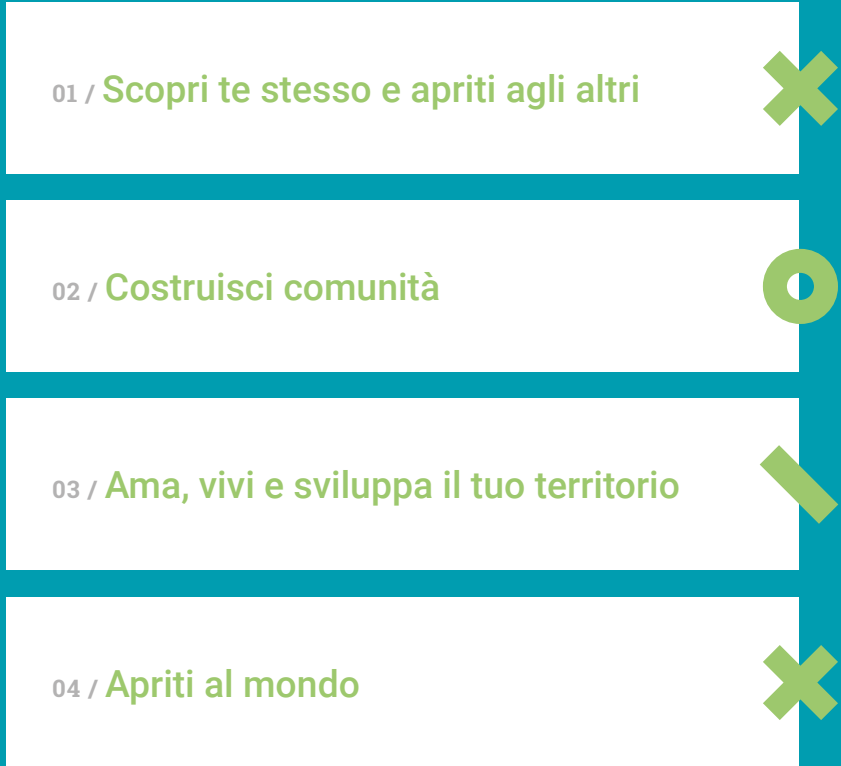 01 / Scopri te stesso e apriti agli altri
02 / Costruisci comunità
03 / Ama, vivi e sviluppa il tuo territorio
04 / Apriti al mondo